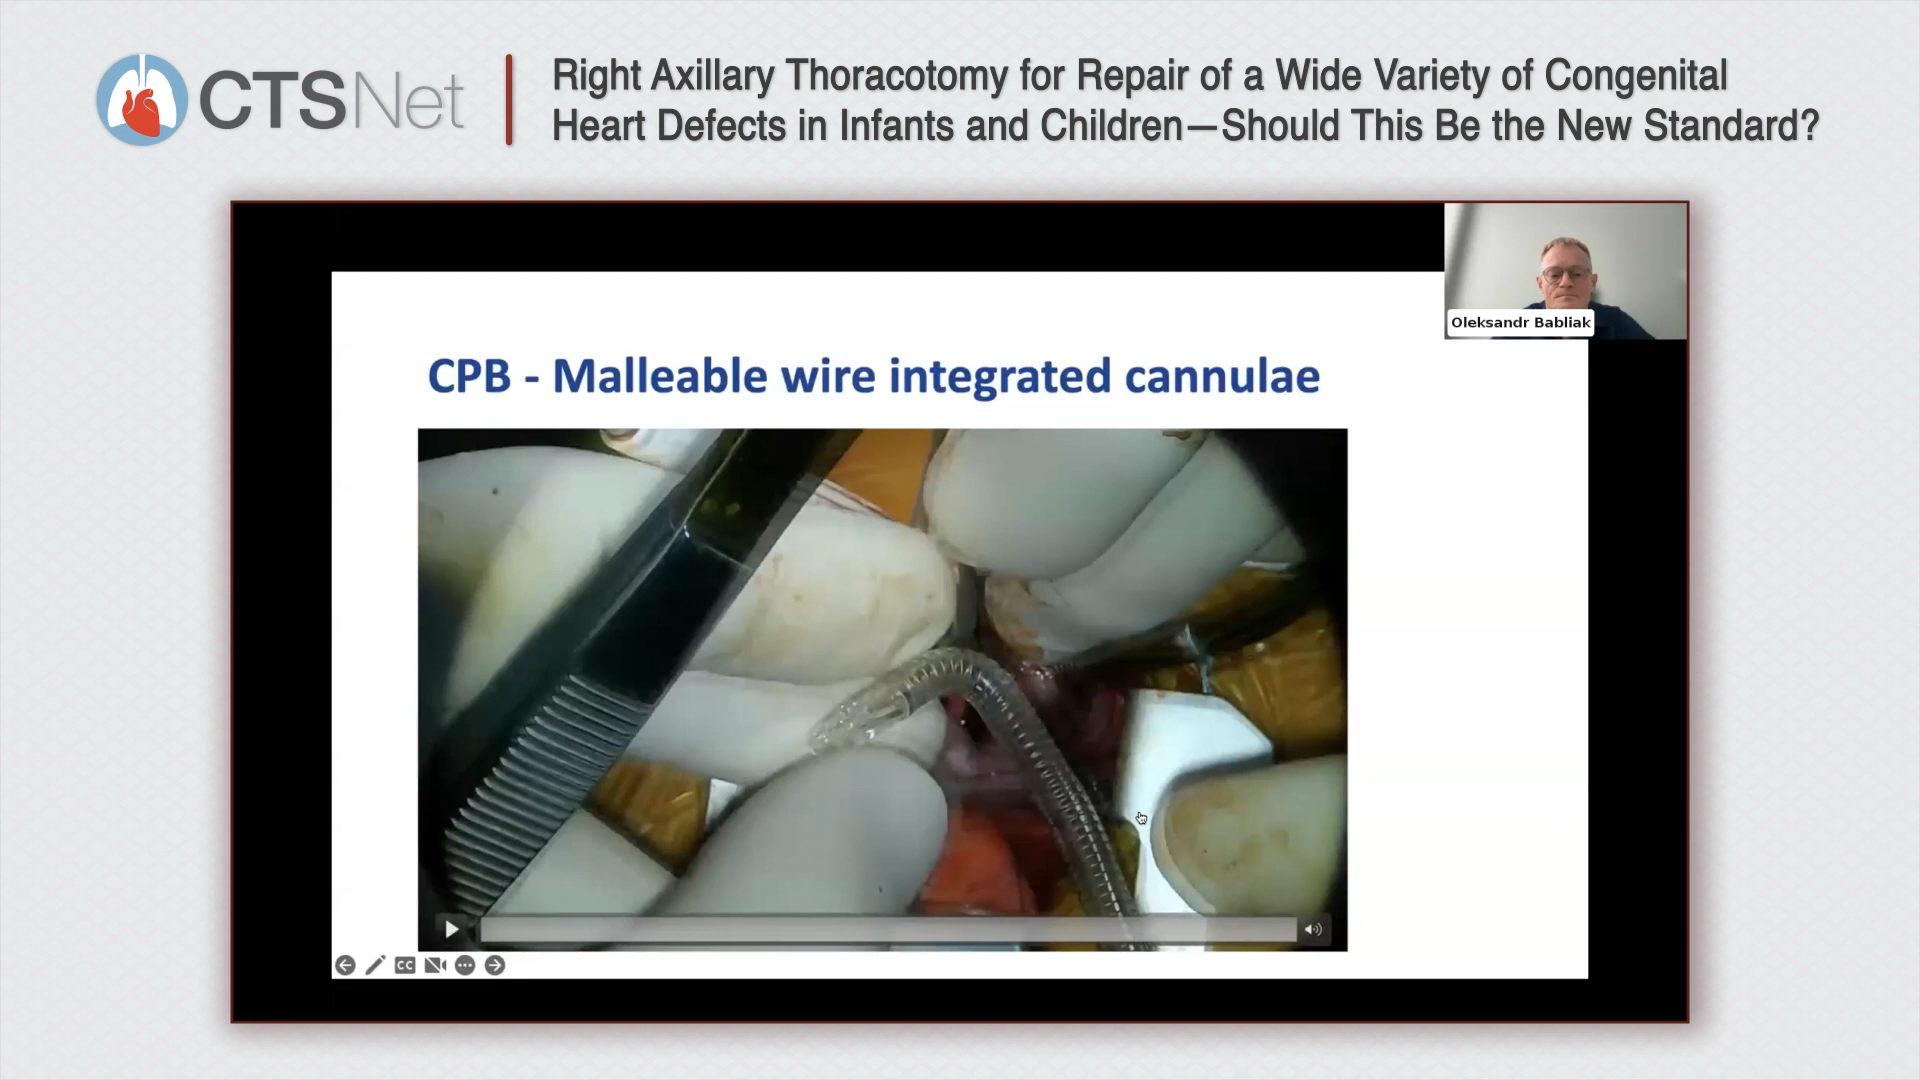 CTSNet
Right Axillary Thoracotomy for Repair of a Wide Variety of Congenital
Heart Defects in Infants and Children—Should This Be the New Standard?
Oleksandr Babliak
CPB - Malleable wire integrated cannulae
CC